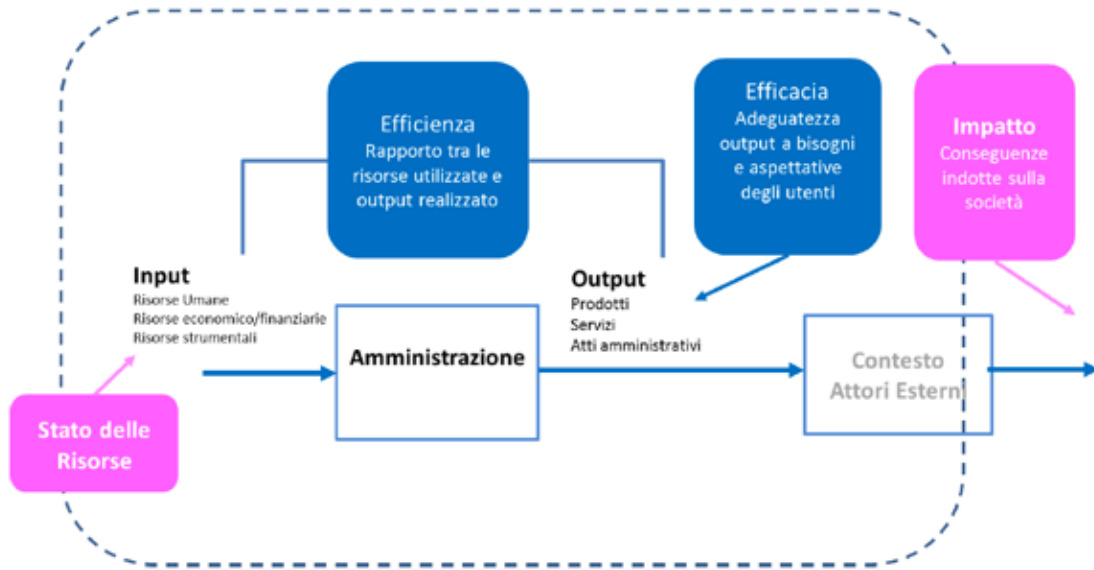 Efficienza
Rapporto tra le
risorse utilizzate e
output realizzato
Efficacia
Adeguatezza
output a bisogni
e aspettative
degli utenti
Impatto
Conseguenze
indotte sulla
società
Input
Risorse Umane
Risorse economico/finanziarie
Risorse strumentali
Output
Prodotti
Servizi
Atti amministrativi
Amministrazione
Contesto
Attori Esterni
Stato delle
Risorse